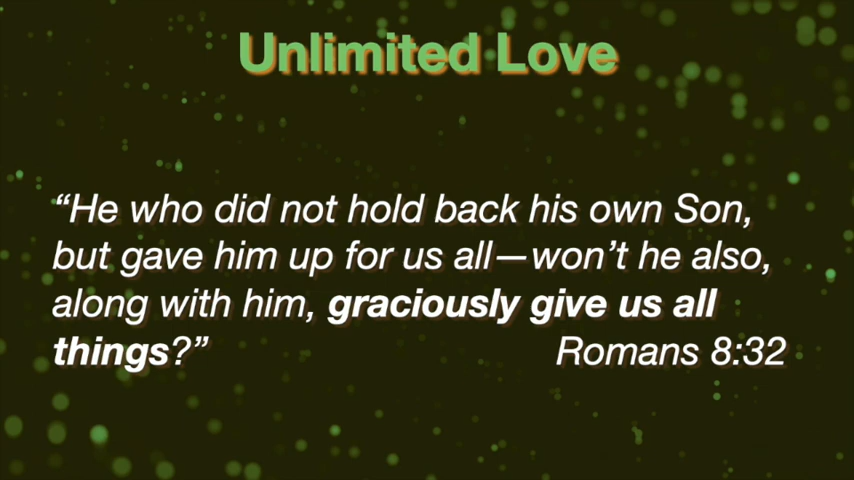 Unlimited Love
“He who did not hold back his own Son,
but gave him up for us all—won’t he also,
along with him, graciously give us all
things?” Romans 8:32